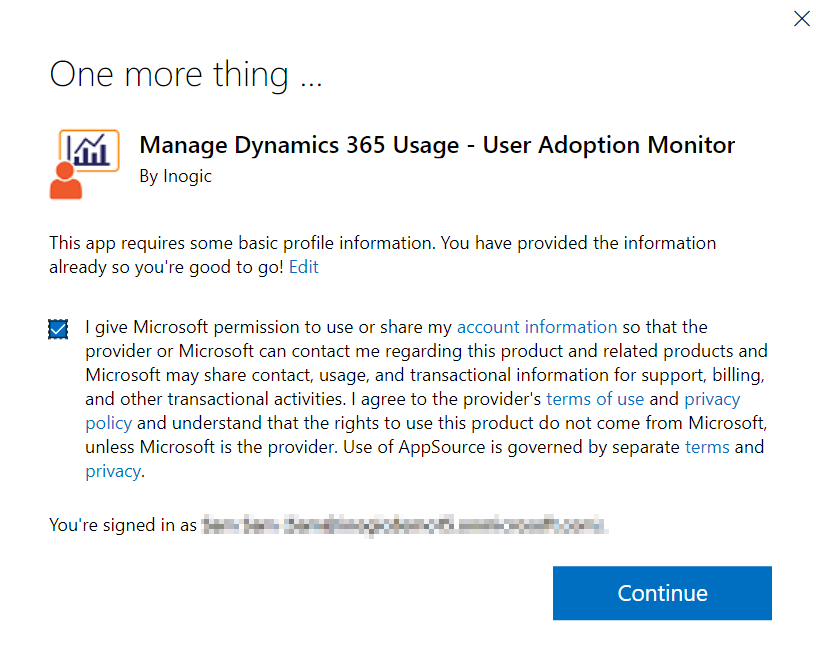 One more thing ...
Manage Dynamics 365 Usage - User Adoption Monitor
By Inogic
This app requires some basic profile information. You have provided the information
already so you're good to go! Edit
I give Microsoft permission to use or share my account information so that the
provider or Microsoft can contact me regarding this product and related products and
Microsoft may share contact, usage, and transactional information for support, billing,
and other transactional activities. I agree to the provider's terms of use and privacy
policy and understand that the rights to use this product do not come from Microsoft,
unless Microsoft is the provider. Use of AppSource is governed by separate terms and
privacy.
You're signed in as
Continue